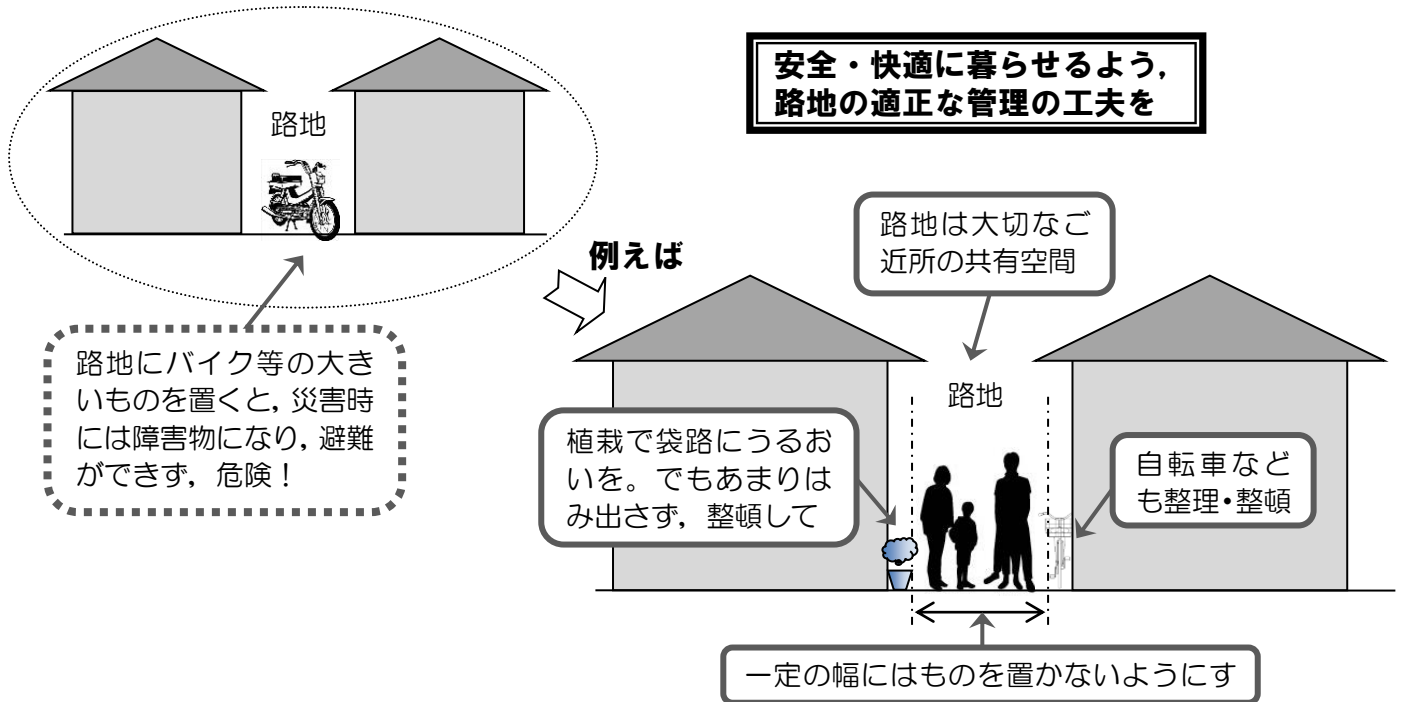 安全・快適に暮らせるよう，
路地の適正な管理の工夫を
路地
路地にバイク等の大き
いものを置くと，災害時
には障害物になり，避難
ができず，危険！
例えば
路地は大切なご
近所の共有空間
路地
植栽で袋路にうるお
いを。でもあまりは
み出さず，整頓して
自転車など
も整理・整頓
一定の幅にはものを置かないようにす